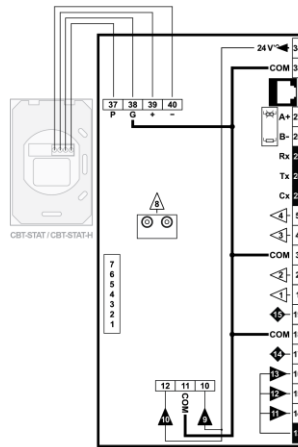 24 V
COM
37 38 39 40
P G + −
A+
B−
Rx
Tx
Cx
CBT-STAT / CBT-STAT-H
8
4
3
COM
2
1
7
6
5
4
3
2
1
15
COM
14
13
12
11
12 11 10
COM
10
9